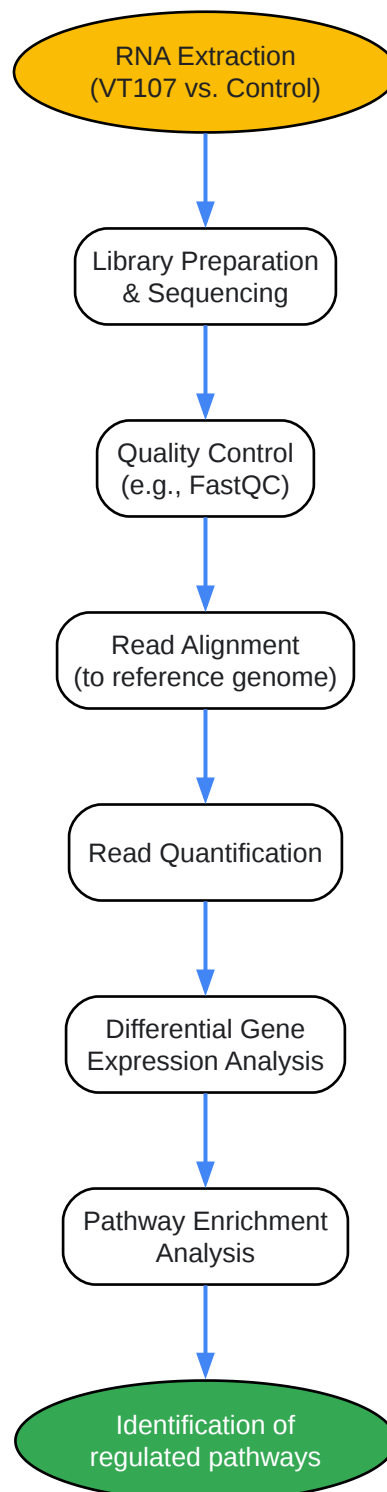 RNA Extraction
(VT107 vs. Control)
Library Preparation
& Sequencing
Quality Control
(e.g., FastQC)
Read Alignment
(to reference genome)
Read Quantification
Differential Gene
Expression Analysis
Pathway Enrichment
Analysis
Identification of
regulated pathways